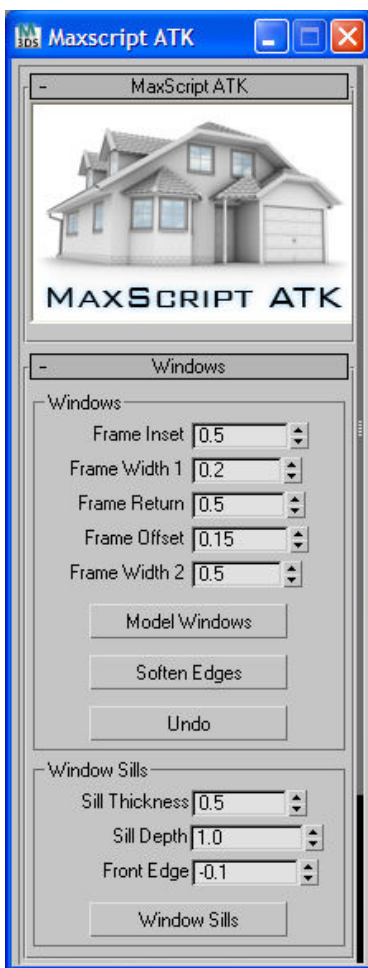 M 3DS Maxscript ATK
- MaxScript ATK
MAXSCRIPT ATK
- Windows
Windows
Frame Inset 0.5
Frame Width 1 0.2
Frame Return 0.5
Frame Offset 0.15
Frame Width 2 0.5
Model Windows
Soften Edges
Undo
Window Sills
Sill Thickness 0.5
Sill Depth 1.0
Front Edge -0.1
Window Sills